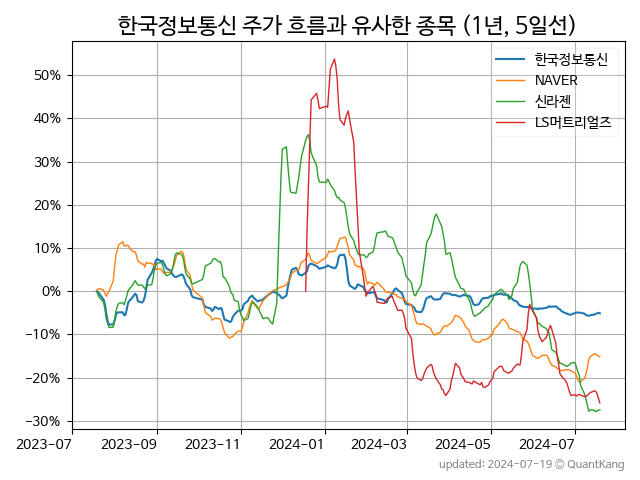 한국정보통신 주가 흐름과 유사한 종목 (1년, 5일선)
한국정보통신
NAVER
신라젠
LS머트리얼즈
50%
40%
30%
20%
10%
0%
−10%
−20%
−30%
2023-07
2023-09
2023-11
2024-01
2024-03
2024-05
2024-07
updated: 2024-07-19 © QuantKang